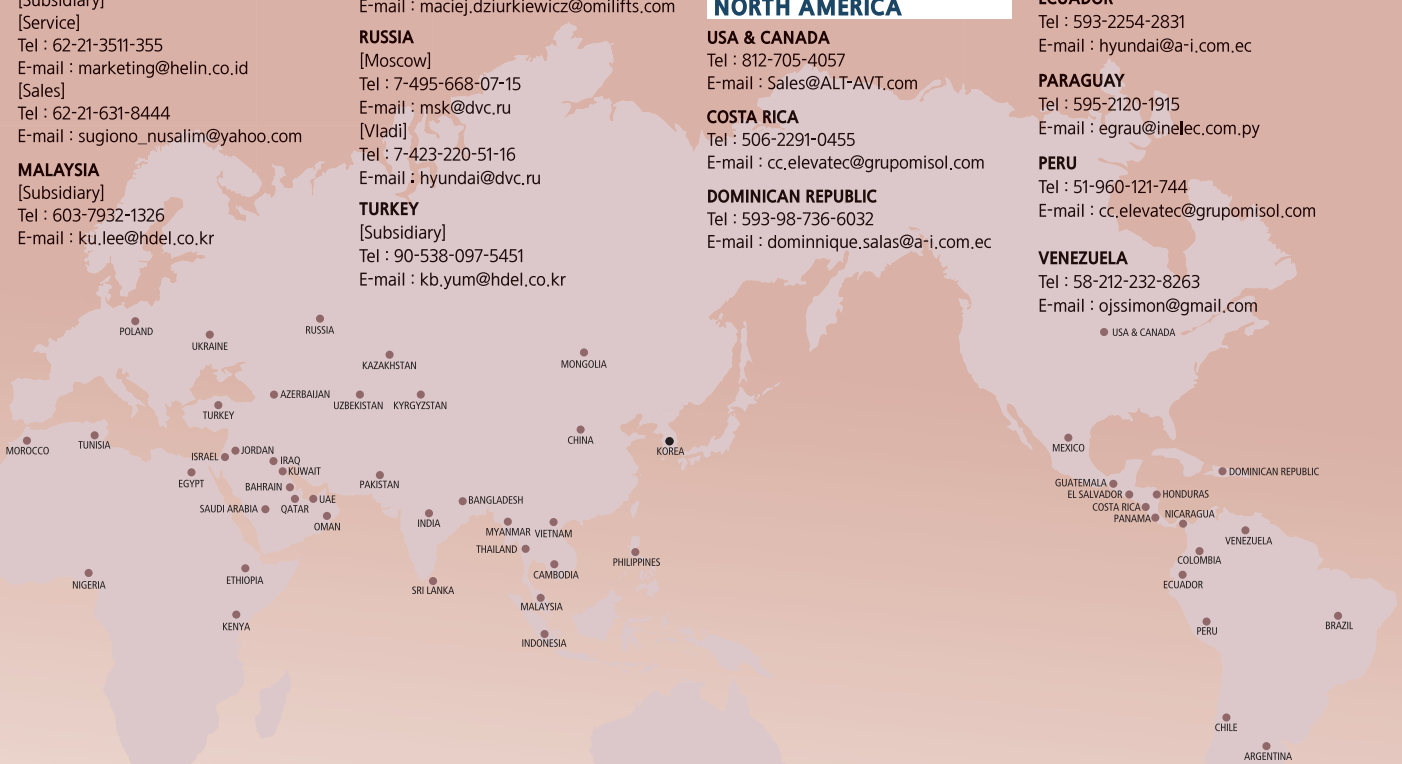 [Subsidiary]
[Service]
Tel : 62-21-3511-355
E-mail : marketing@helin.co.id
[Sales]
Tel : 62-21-631-8444
E-mail : sugiono_nusalim@yahoo.com
MALAYSIA
[Subsidiary]
Tel : 603-7932-1326
E-mail : ku.lee@hdel.co.kr
E-mail : maciej.dziurkiewicz@omilifts.com
RUSSIA
[Moscow]
Tel : 7-495-668-07-15
E-mail : msk@dvc.ru
[Vladi]
Tel : 7-423-220-51-16
E-mail : hyundai@dvc.ru
TURKEY
[Subsidiary]
Tel : 90-538-097-5451
E-mail : kb.yum@hdel.co.kr
NORTH AMERICA
USA & CANADA
Tel : 812-705-4057
E-mail : Sales@ALT-AVT.com
COSTA RICA
Tel : 506-2291-0455
E-mail : cc.elevatec@grupomisol.com
DOMINICAN REPUBLIC
Tel : 593-98-736-6032
E-mail : dominnique.salas@a-i.com.ec
ECUADOR
Tel : 593-2254-2831
E-mail : hyundai@a-i.com.ec
PARAGUAY
Tel : 595-2120-1915
E-mail : egrau@inelec.com.py
PERU
Tel : 51-960-121-744
E-mail : cc.elevatec@grupomisol.com
VENEZUELA
Tel : 58-212-232-8263
E-mail : ojssimon@gmail.com
POLAND
UKRAINE
RUSSIA
KAZAKHSTAN
MONGOLIA
USA & CANADA
AZERBAIJAN
UZBEKISTAN
KYRGYZSTAN
TURKEY
MOROCCO
TUNISIA
ISRAEL
JORDAN
IRAQ
KUWAIT
EGYPT
BAHRAIN
SAUDI ARABIA
QATAR
UAE
OMAN
PAKISTAN
CHINA
KOREA
INDIA
BANGLADESH
MYANMAR
VIETNAM
THAILAND
CAMBODIA
PHILIPPINES
SRI LANKA
MALAYSIA
INDONESIA
NIGERIA
ETHIOPIA
KENYA
MEXICO
DOMINICAN REPUBLIC
GUATEMALA
EL SALVADOR
HONDURAS
COSTA RICA
NICARAGUA
PANAMA
VENEZUELA
COLOMBIA
ECUADOR
PERU
BRAZIL
CHILE
ARGENTINA